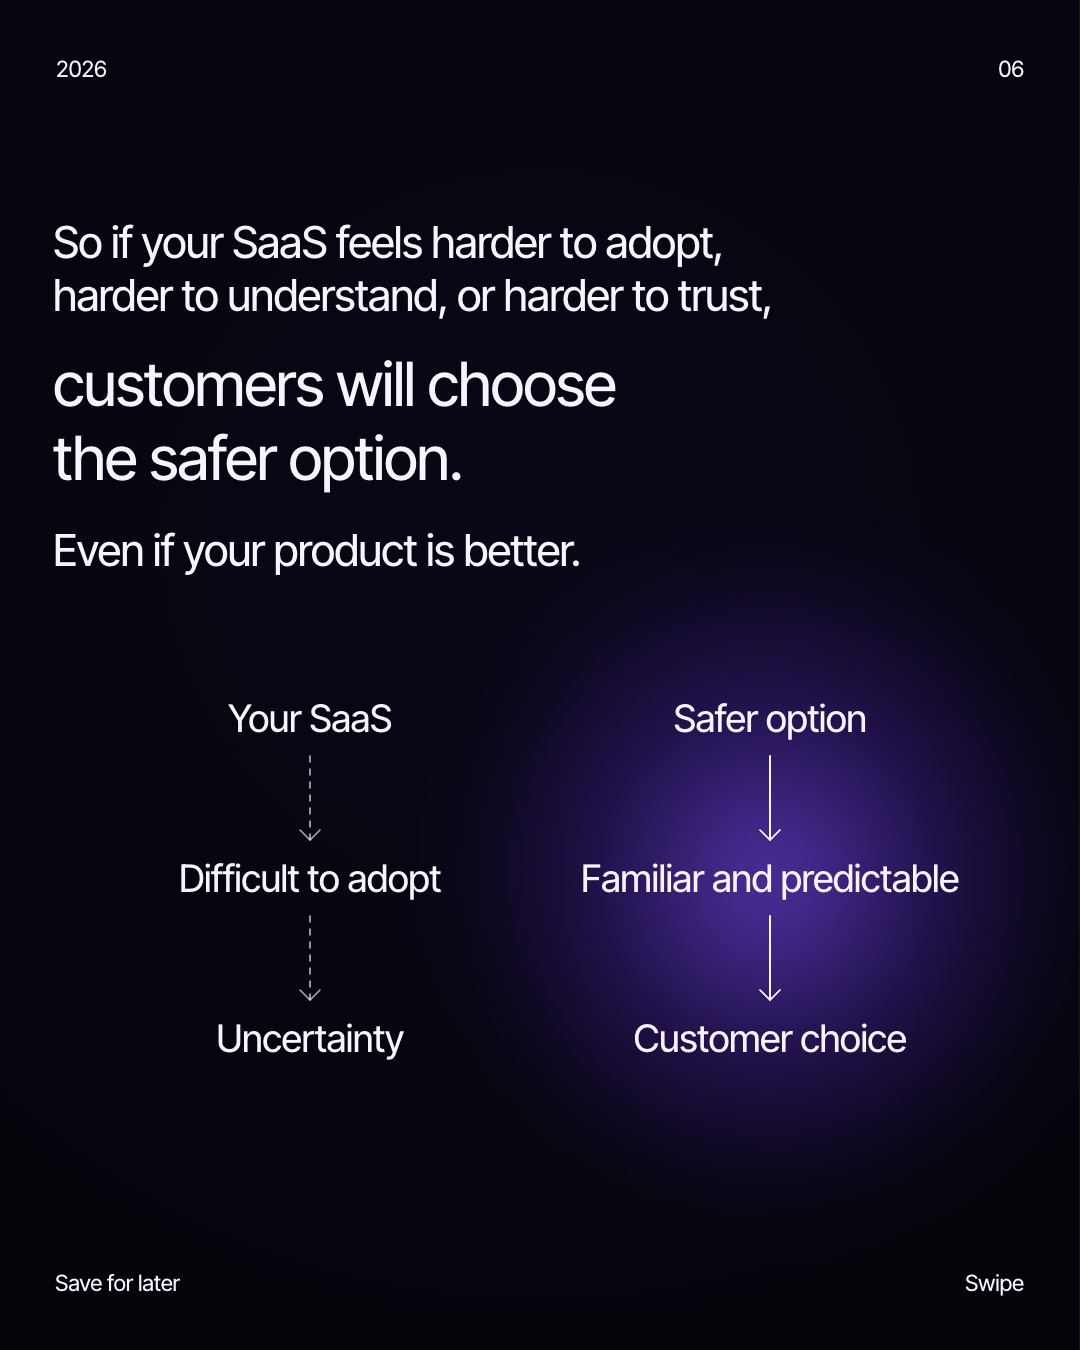 2026
06
So if your SaaS feels harder to adopt,
harder to understand, or harder to trust,
customers will choose
the safer option.
Even if your product is better.
Your SaaS
Difficult to adopt
Uncertainty
Safer option
Familiar and predictable
Customer choice
Save for later
Swipe